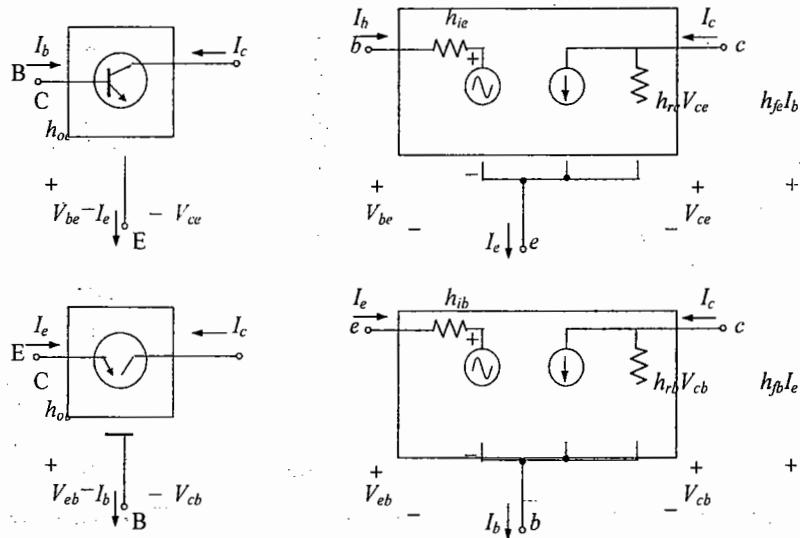 I_b I_c
B
C
h_oe
+ V_be − I_e − V_ce
E
I_b h_ie I_c
b + c
h_re V_ce h_fe I_b
−
+ V_be − + V_ce − +
I_e e
I_e I_c
E
C
h_ob
+ V_eb − I_b − V_cb
B
I_e h_ib I_c
e + c
h_rb V_cb h_fb I_e
−
+ V_eb − + V_cb − +
I_b b